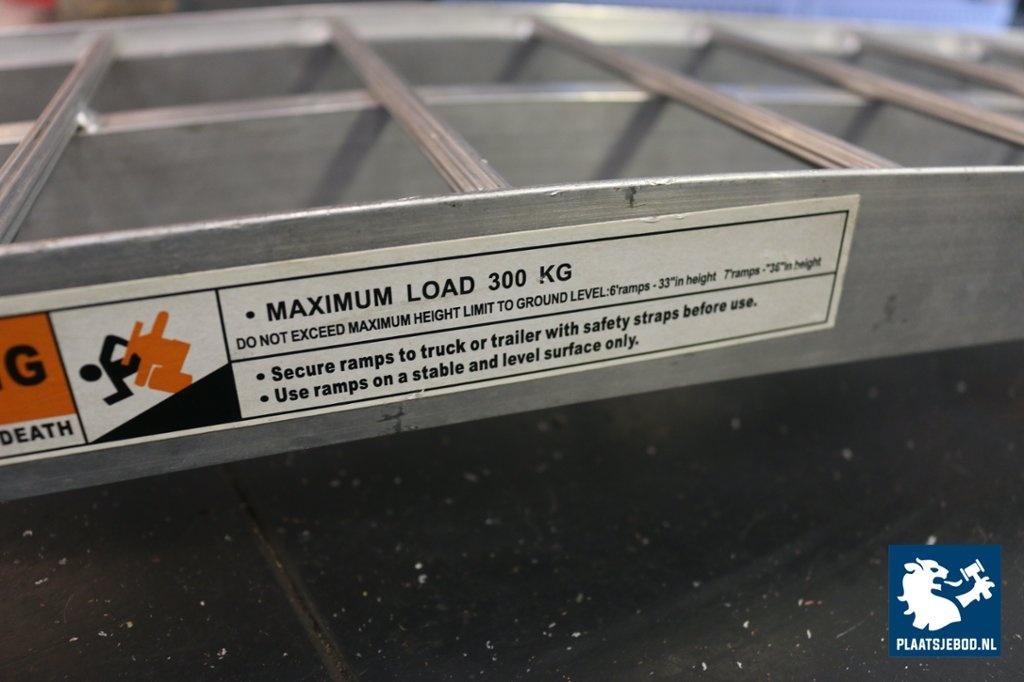 NG
DEATH
• MAXIMUM LOAD 300 KG
DO NOT EXCEED MAXIMUM HEIGHT LIMIT TO GROUND LEVEL:6'ramps - 33"in height 7'ramps -"36"in height
• Secure ramps to truck or trailer with safety straps before use.
• Use ramps on a stable and level surface only.
PLAATSJEBOD.NL